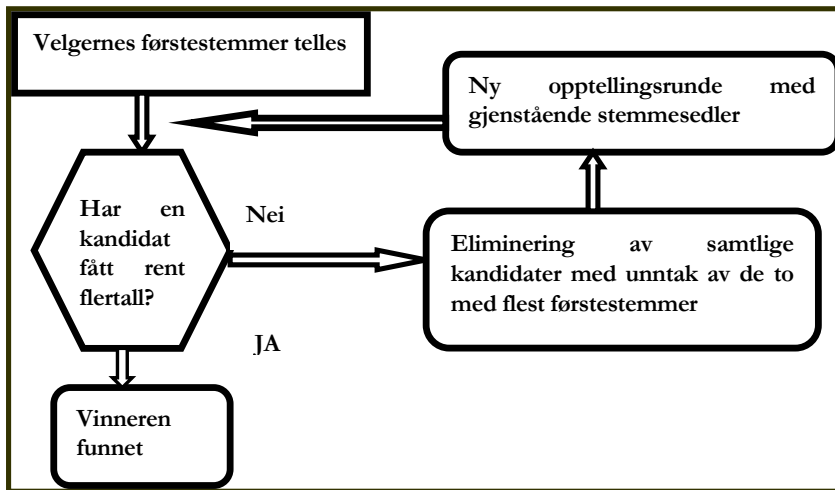 Velgernes førstestemmer telles
Ny opptellingsrunde med
gjenstående stemmesedler
Har en
kandidat
fått rent
flertall?
Nei
Eliminering av samtlige
kandidater med unntak av de to
med flest førstestemmer
JA
Vinneren
funnet